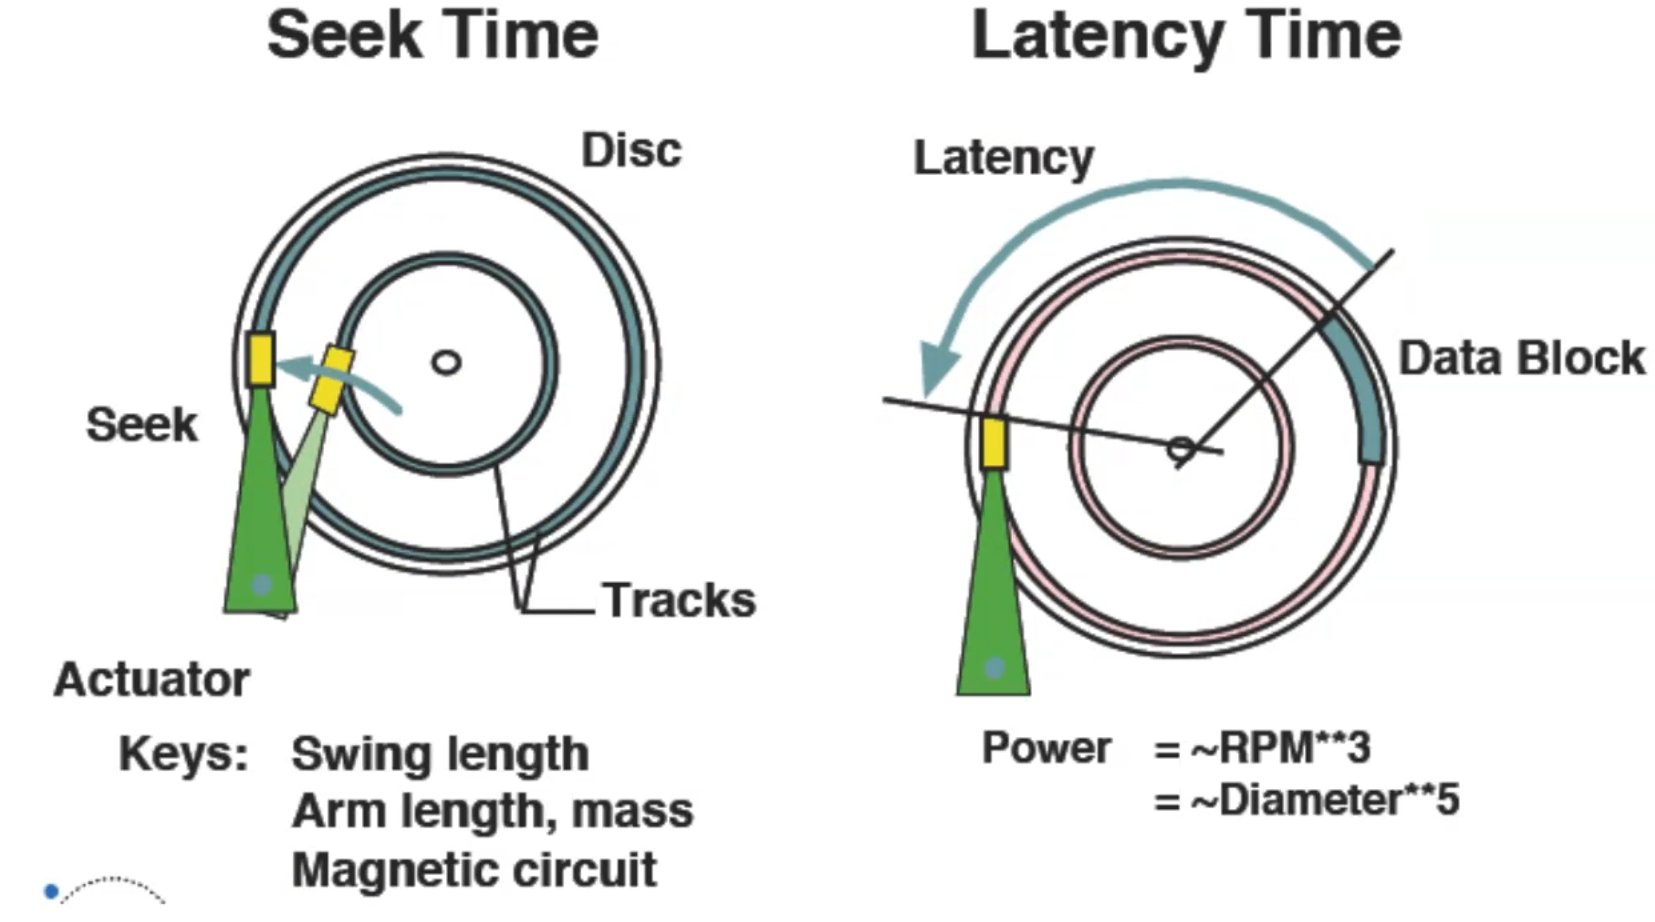 Seek Time
Disc
Seek
Tracks
Actuator
Keys: Swing length
Arm length, mass
Magnetic circuit
Latency Time
Latency
Data Block
Power = ~RPM**3
= ~Diameter**5